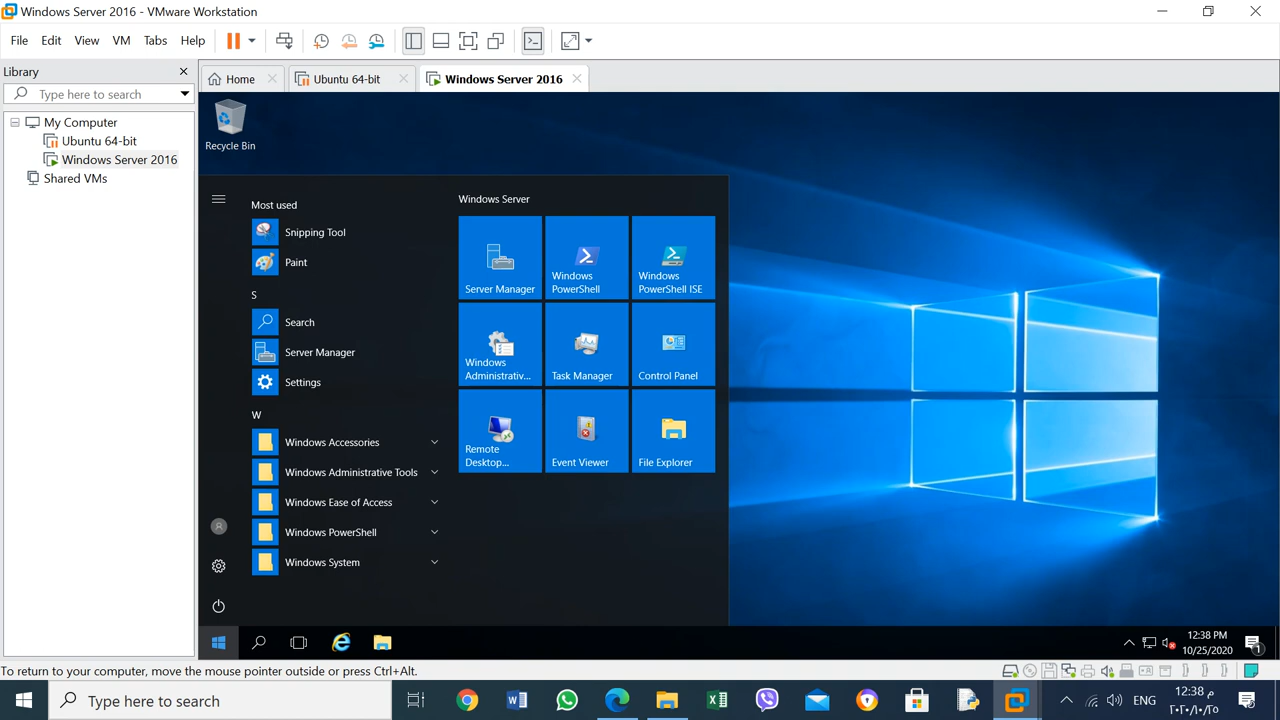 Windows Server 2016 - VMware Workstation
File Edit View VM Tabs Help
Library
Type here to search
My Computer
Ubuntu 64-bit
Windows Server 2016
Shared VMs
Home
Ubuntu 64-bit
Windows Server 2016
Recycle Bin
Most used
Snipping Tool
Paint
S
Search
Server Manager
Settings
W
Windows Accessories
Windows Administrative Tools
Windows Ease of Access
Windows PowerShell
Windows System
Windows Server
Server Manager
Windows
PowerShell
Windows
PowerShell ISE
Windows
Administrativ...
Task Manager
Control Panel
Remote
Desktop...
Event Viewer
File Explorer
12:38 PM
10/25/2020
1
To return to your computer, move the mouse pointer outside or press Ctrl+Alt.
Type here to search
ENG
12:38 م
٢٠٢٠/١٠/٢٥